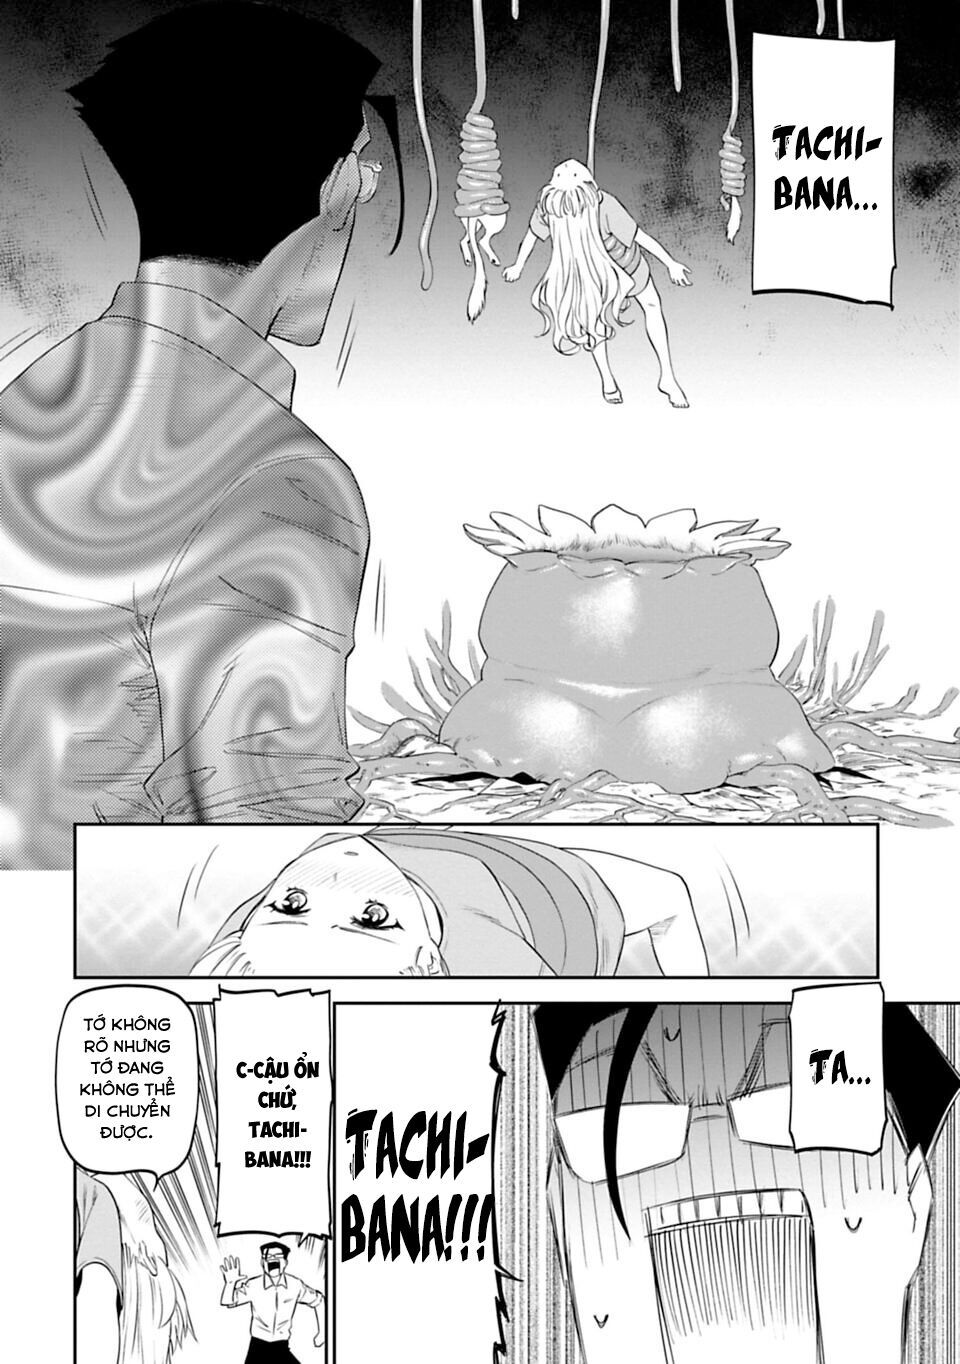 TACHI-
BANA...
TA...
TACHI-
BANA!!!
C-CẬU ỔN
CHỨ,
TACHI-
BANA!!!
TỚ KHÔNG
RÕ NHƯNG
TỚ ĐANG
KHÔNG THỂ
DI CHUYỂN
ĐƯỢC.